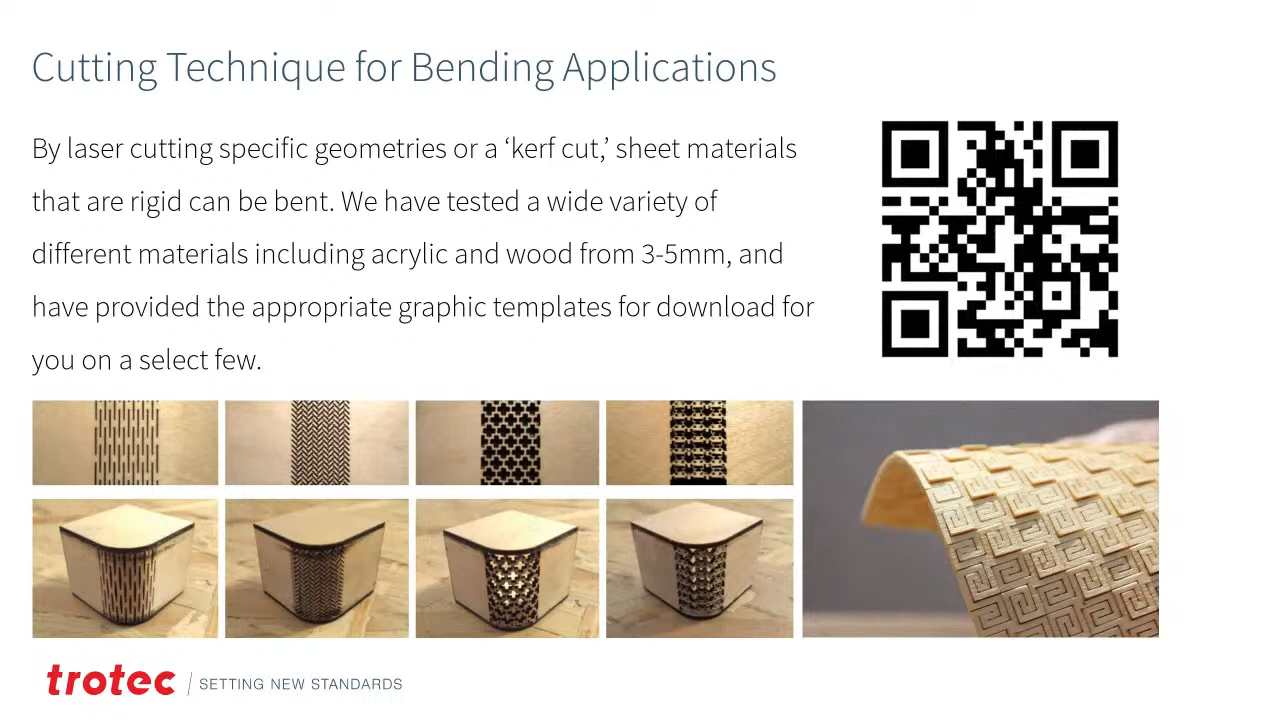 Cutting Technique for Bending Applications
By laser cutting specific geometries or a ‘kerf cut,’ sheet materials
that are rigid can be bent. We have tested a wide variety of
different materials including acrylic and wood from 3-5mm, and
have provided the appropriate graphic templates for download for
you on a select few.
trotec / SETTING NEW STANDARDS